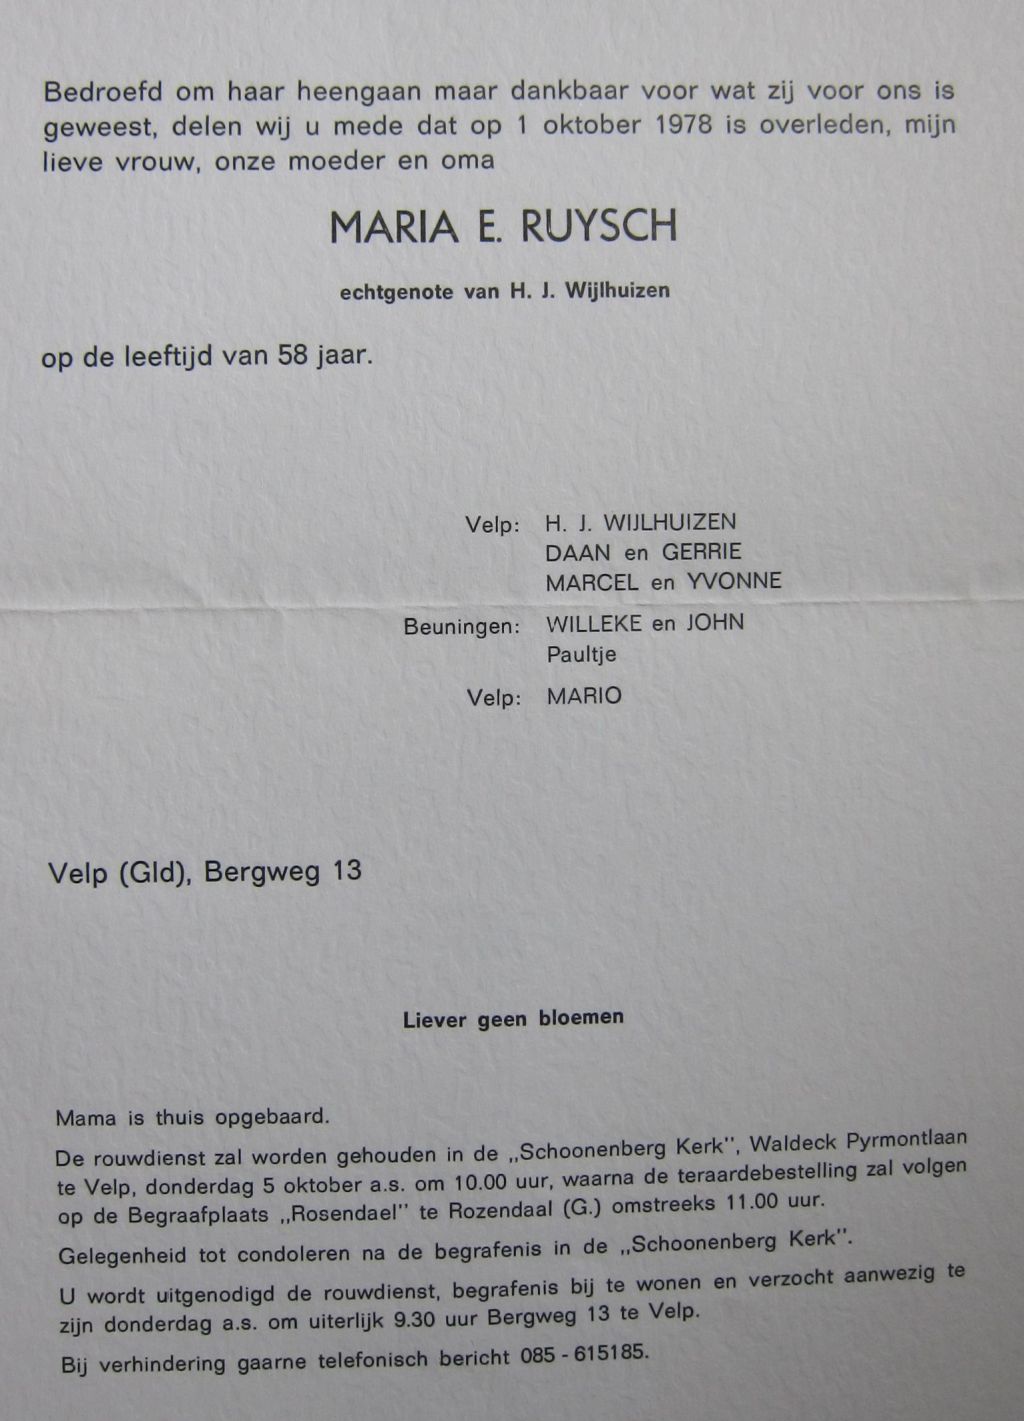 Bedroefd om haar heengaan maar dankbaar voor wat zij voor ons is
geweest, delen wij u mede dat op 1 oktober 1978 is overleden, mijn
lieve vrouw, onze moeder en oma
MARIA E. RUYSCH
echtgenote van H. J. Wijlhuizen
op de leeftijd van 58 jaar.
Velp: H. J. WIJLHUIZEN
DAAN en GERRIE
MARCEL en YVONNE
Beuningen: WILLEKE en JOHN
Paultje
Velp: MARIO
Velp (Gld), Bergweg 13
Liever geen bloemen
Mama is thuis opgebaard.
De rouwdienst zal worden gehouden in de „Schoonenberg Kerk", Waldeck Pyrmontlaan
te Velp, donderdag 5 oktober a.s. om 10.00 uur, waarna de teraardebestelling zal volgen
op de Begraafplaats „Rosendael" te Rozendaal (G.) omstreeks 11.00 uur.
Gelegenheid tot condoleren na de begrafenis in de „Schoonenberg Kerk".
U wordt uitgenodigd de rouwdienst, begrafenis bij te wonen en verzocht aanwezig te
zijn donderdag a.s. om uiterlijk 9.30 uur Bergweg 13 te Velp.
Bij verhindering gaarne telefonisch bericht 085 - 615185.